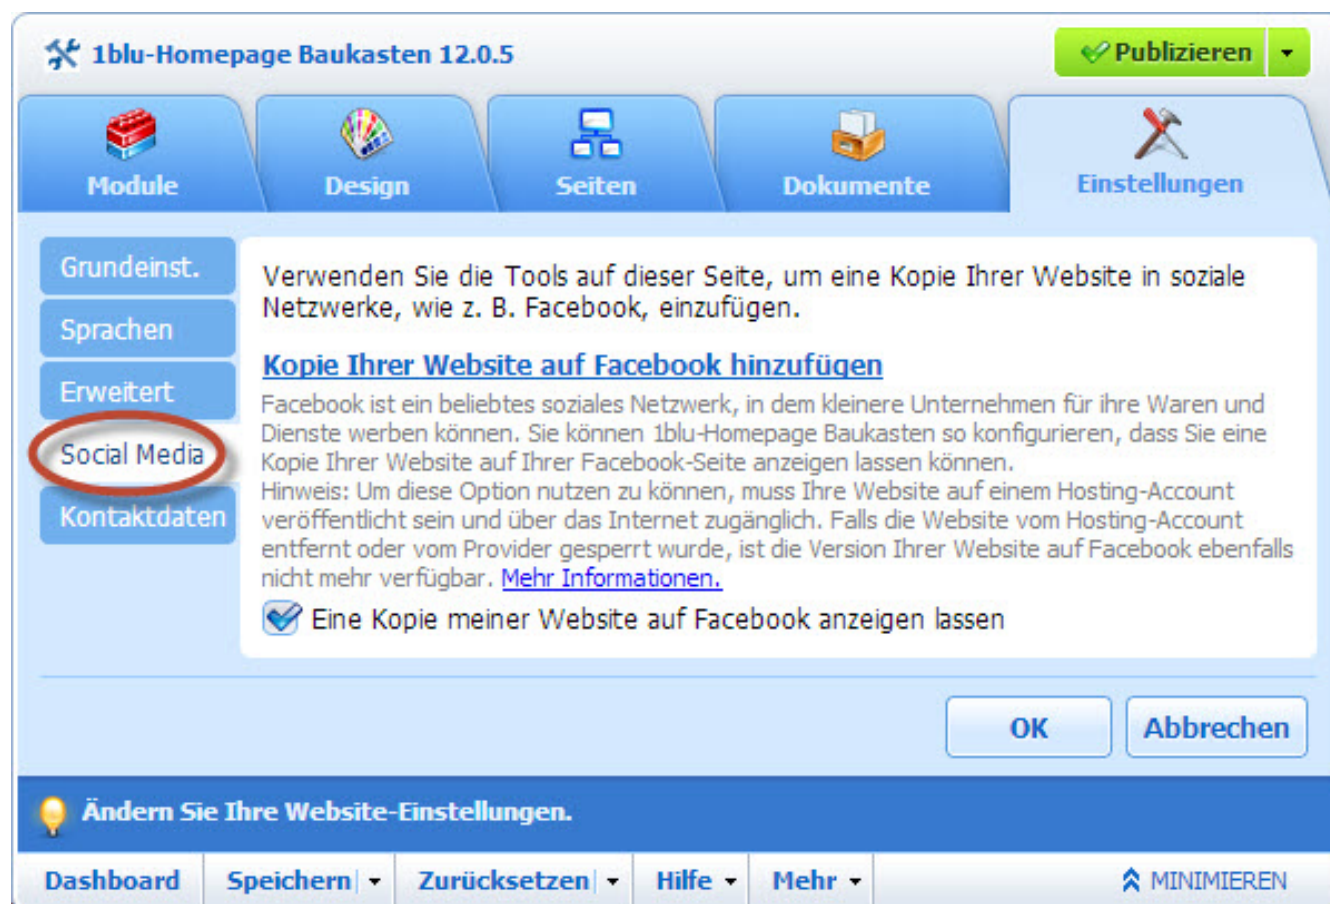 1blu-Homepage Baukasten 12.0.5
Publizieren
Module
Design
Seiten
Dokumente
Einstellungen
Grundeinst.
Sprachen
Erweitert
Social Media
Kontaktdaten
Verwenden Sie die Tools auf dieser Seite, um eine Kopie Ihrer Website in soziale
Netzwerke, wie z. B. Facebook, einzufügen.
Kopie Ihrer Website auf Facebook hinzufügen
Facebook ist ein beliebtes soziales Netzwerk, in dem kleinere Unternehmen für ihre Waren und
Dienste werben können. Sie können 1blu-Homepage Baukasten so konfigurieren, dass Sie eine
Kopie Ihrer Website auf Ihrer Facebook-Seite anzeigen lassen können.
Hinweis: Um diese Option nutzen zu können, muss Ihre Website auf einem Hosting-Account
veröffentlicht sein und über das Internet zugänglich. Falls die Website vom Hosting-Account
entfernt oder vom Provider gesperrt wurde, ist die Version Ihrer Website auf Facebook ebenfalls
nicht mehr verfügbar. Mehr Informationen.
Eine Kopie meiner Website auf Facebook anzeigen lassen
OK
Abbrechen
Ändern Sie Ihre Website-Einstellungen.
Dashboard
Speichern
Zurücksetzen
Hilfe
Mehr
MINIMIEREN